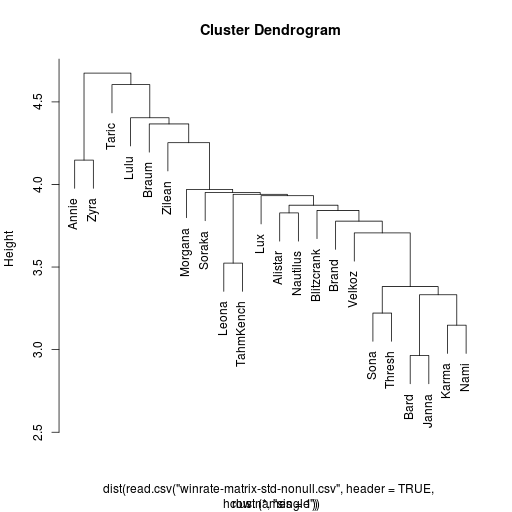 Cluster Dendrogram
Height
4.5
4.0
3.5
3.0
2.5
Annie
Zyra
Taric
Lulu
Braum
Zilean
Morgana
Soraka
Leona
TahmKench
Lux
Alistar
Nautilus
Blitzcrank
Brand
Velkoz
Sona
Thresh
Bard
Janna
Karma
Nami
dist(read.csv("winrate-matrix-std-nonull.csv", header = TRUE,